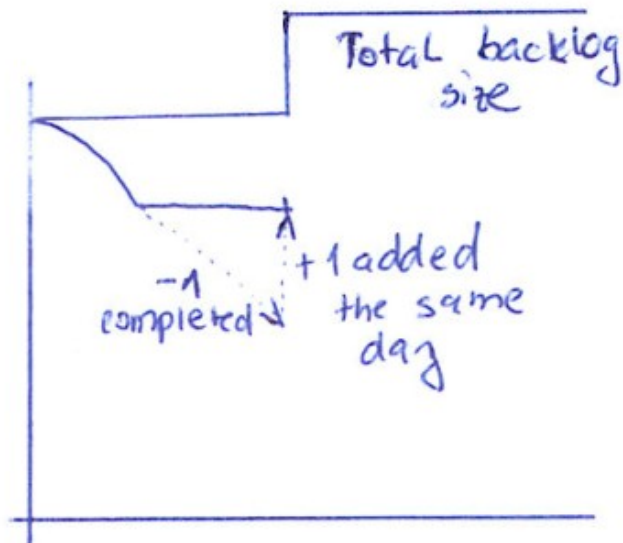 Total backlog
size
+1 added
the same
day
-1
completed